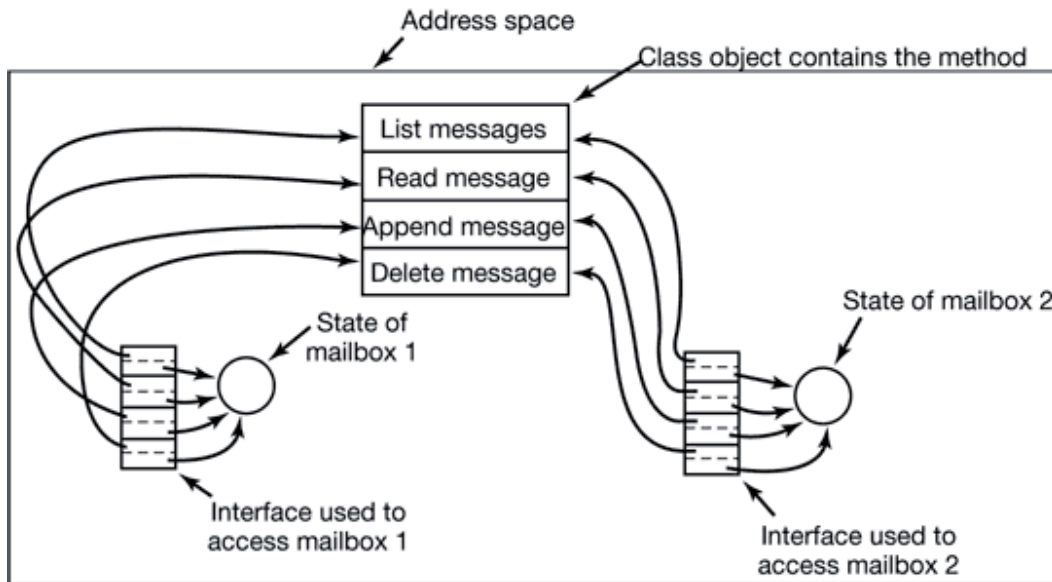 Address space
Class object contains the method
List messages
Read message
Append message
Delete message
State of
mailbox 1
State of mailbox 2
Interface used to
access mailbox 1
Interface used to
access mailbox 2